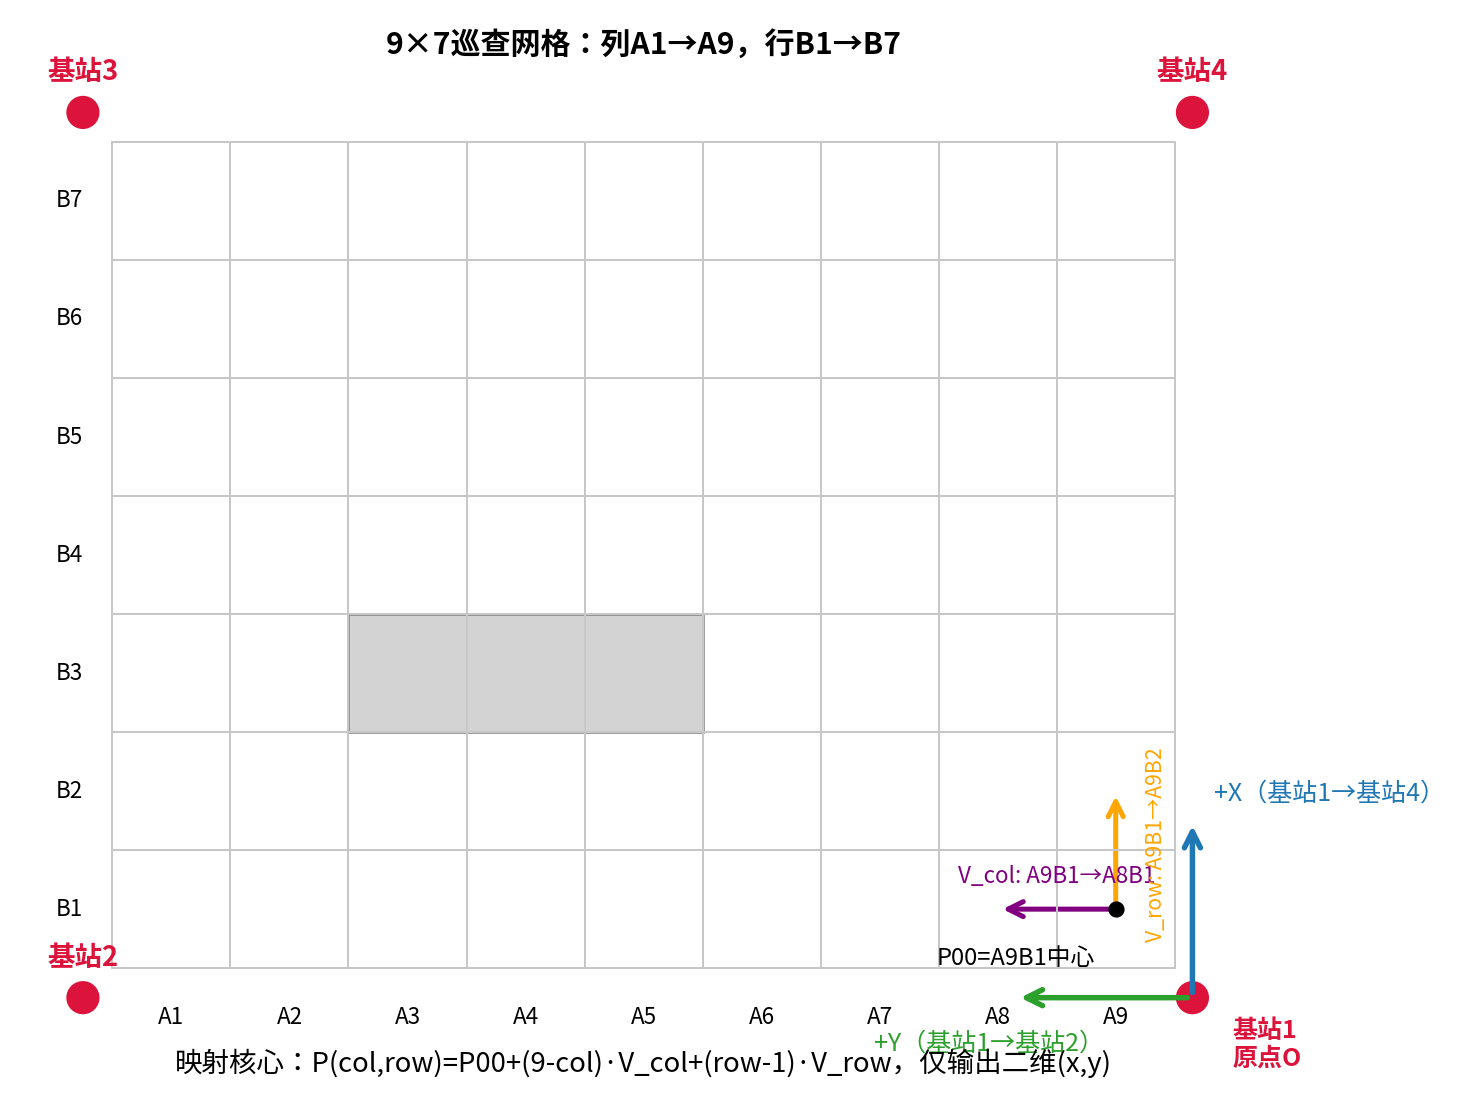 9×7巡查网格：列A1→A9，行B1→B7
基站3
基站4
B7
B6
B5
B4
B3
B2
B1
+X（基站1→基站4）
V_row: A9B1→A9B2
V_col: A9B1→A8B1
P00=A9B1中心
基站2
A1
A2
A3
A4
A5
A6
A7
A8
A9
+Y（基站1→基站2）
基站1
原点O
映射核心：P(col,row)=P00+(9-col)·V_col+(row-1)·V_row，仅输出二维(x,y)